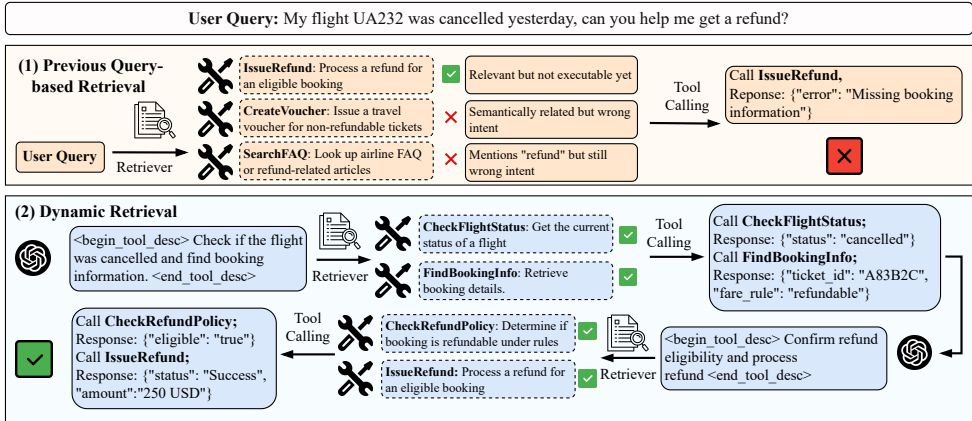 User Query: My flight UA232 was cancelled yesterday, can you help me get a refund?
(1) Previous Query-
based Retrieval
User Query
Retriever
IssueRefund: Process a refund for
an eligible booking
Relevant but not executable yet
CreateVoucher: Issue a travel
voucher for non-refundable tickets
Semantically related but wrong
intent
SearchFAQ: Look up airline FAQ
or refund-related articles
Mentions "refund" but still
wrong intent
Tool
Calling
Call IssueRefund,
Reponse: {"error": "Missing booking
information"}
(2) Dynamic Retrieval
<begin_tool_desc> Check if the flight
was cancelled and find booking
information. <end_tool_desc>
Retriever
CheckFlightStatus: Get the current
status of a flight
FindBookingInfo: Retrieve
booking details.
Tool
Calling
Call CheckFlightStatus;
Response: {"status": "cancelled"}
Call FindBookingInfo;
Response: {"ticket_id": "A83B2C",
"fare_rule": "refundable"}
<begin_tool_desc> Confirm refund
eligibility and process
refund <end_tool_desc>
Retriever
CheckRefundPolicy: Determine if
booking is refundable under rules
IssueRefund: Process a refund for
an eligible booking
Tool
Calling
Call CheckRefundPolicy;
Response: {"eligible": "true"}
Call IssueRefund;
Response: {"status": "Success",
"amount":"250 USD"}